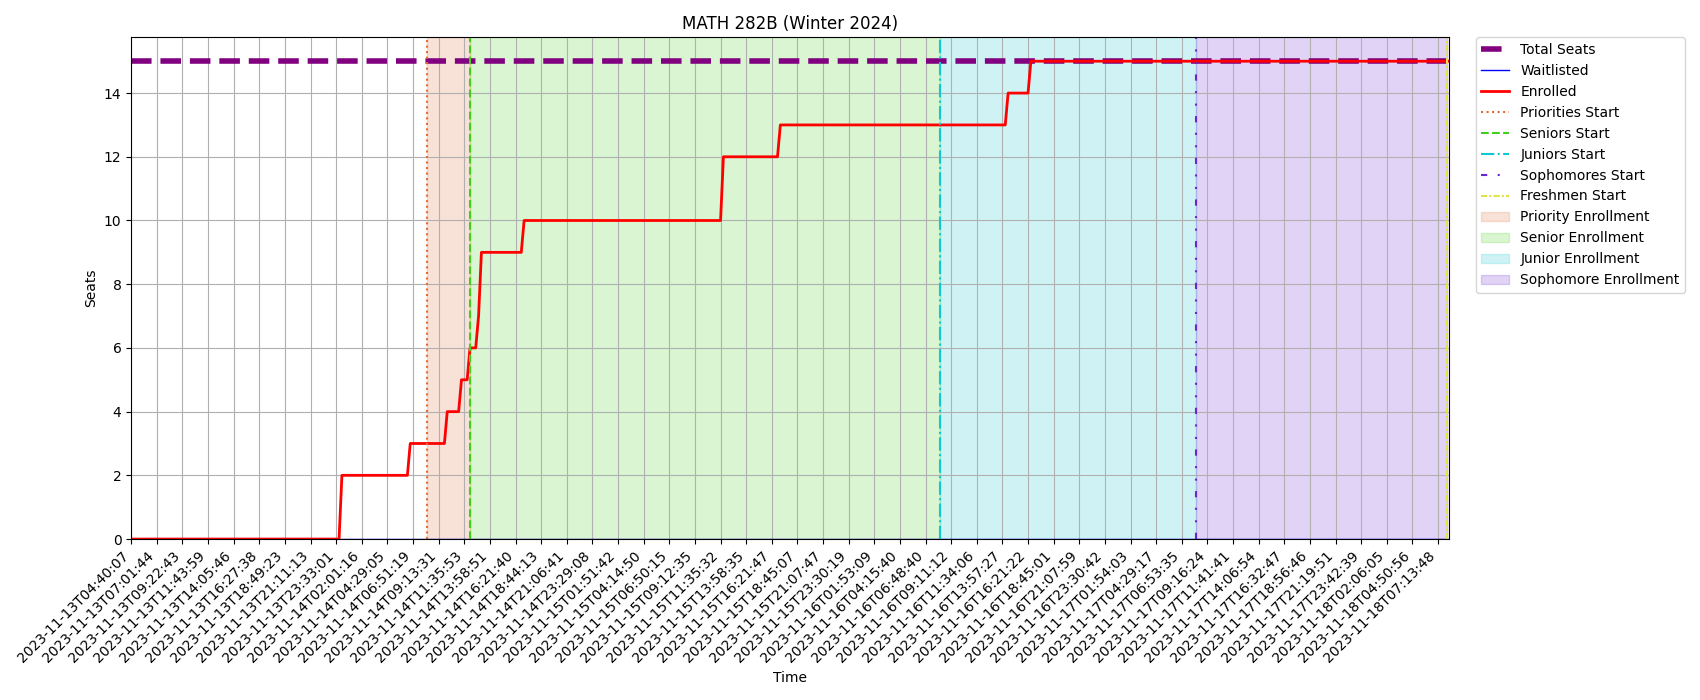 MATH 282B (Winter 2024)
Seats
14
12
10
8
6
4
2
0
2023-11-13T04:40:07
2023-11-13T07:01:44
2023-11-13T09:22:43
2023-11-13T11:43:59
2023-11-13T14:05:46
2023-11-13T16:27:38
2023-11-13T18:49:23
2023-11-13T21:11:13
2023-11-13T23:33:01
2023-11-14T02:01:16
2023-11-14T04:29:05
2023-11-14T06:51:19
2023-11-14T09:13:31
2023-11-14T11:35:53
2023-11-14T13:58:51
2023-11-14T16:21:40
2023-11-14T18:44:13
2023-11-14T21:06:41
2023-11-14T23:29:08
2023-11-15T01:51:42
2023-11-15T04:14:50
2023-11-15T06:50:15
2023-11-15T09:12:35
2023-11-15T11:35:32
2023-11-15T13:58:35
2023-11-15T16:21:47
2023-11-15T18:45:07
2023-11-15T21:07:47
2023-11-15T23:30:19
2023-11-16T01:53:09
2023-11-16T04:15:40
2023-11-16T06:48:40
2023-11-16T09:11:12
2023-11-16T11:34:06
2023-11-16T13:57:27
2023-11-16T16:21:22
2023-11-16T18:45:01
2023-11-16T21:07:59
2023-11-16T23:30:42
2023-11-17T01:54:03
2023-11-17T04:29:17
2023-11-17T06:53:35
2023-11-17T09:16:24
2023-11-17T11:41:41
2023-11-17T14:06:54
2023-11-17T16:32:47
2023-11-17T18:56:46
2023-11-17T21:19:51
2023-11-17T23:42:39
2023-11-18T02:06:05
2023-11-18T04:50:56
2023-11-18T07:13:48
Time
Total Seats
Waitlisted
Enrolled
Priorities Start
Seniors Start
Juniors Start
Sophomores Start
Freshmen Start
Priority Enrollment
Senior Enrollment
Junior Enrollment
Sophomore Enrollment